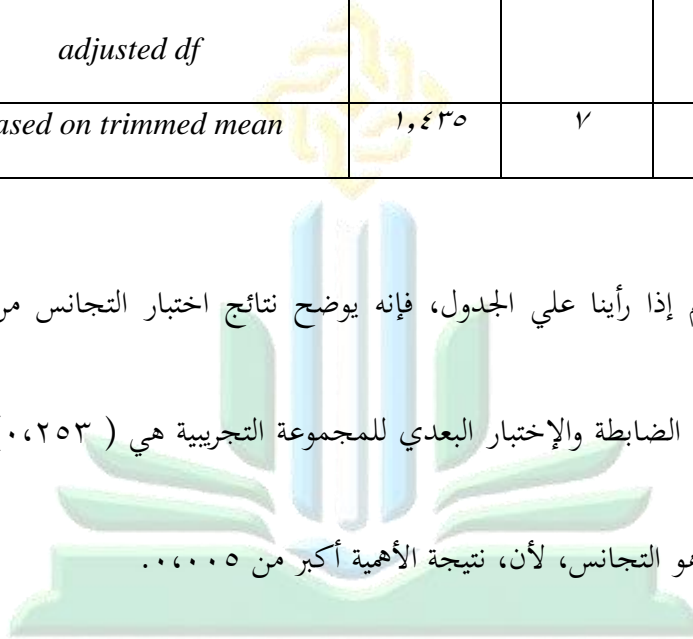 adjusted df
ased on trimmed mean ١,٤٣٥ ٧
إذا رأينا علي الجدول، فإنه يوضح نتائج اختبار التجانس من
الضابطة والإختبار البعدي للمجموعة التجريبية هي ( ٠،٢٥٣)
هو التجانس، لأن، نتيجة الأهمية أكبر من ٠،٠٠٥.